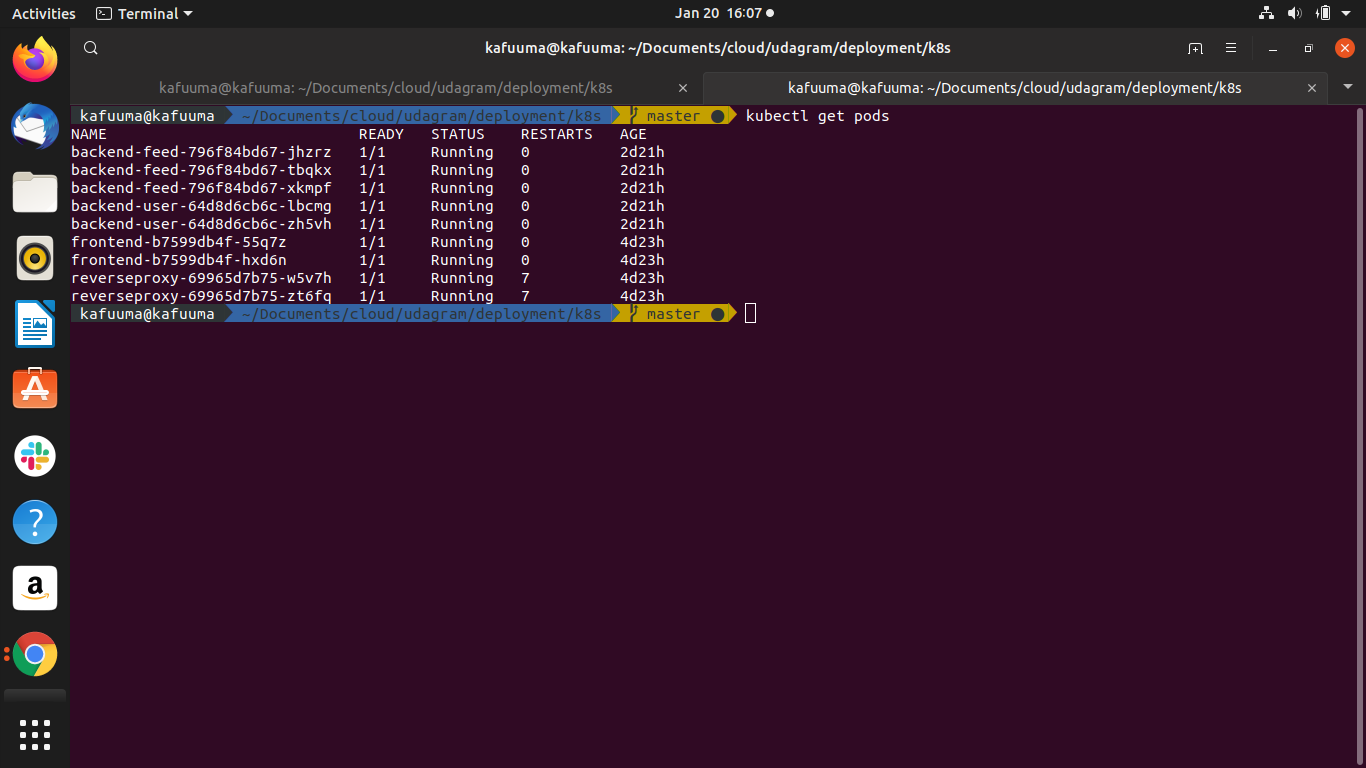 Activities Terminal Jan 20 16:07
kafuuma@kafuuma: ~/Documents/cloud/udagram/deployment/k8s
kafuuma@kafuuma: ~/Documents/cloud/udagram/deployment/k8s kafuuma@kafuuma: ~/Documents/cloud/udagram/deployment/k8s
kafuuma@kafuuma ~/Documents/cloud/udagram/deployment/k8s master ● kubectl get pods
NAME READY STATUS RESTARTS AGE
backend-feed-796f84bd67-jhzrz 1/1 Running 0 2d21h
backend-feed-796f84bd67-tbqkx 1/1 Running 0 2d21h
backend-feed-796f84bd67-xkmpf 1/1 Running 0 2d21h
backend-user-64d8d6cb6c-lbcmg 1/1 Running 0 2d21h
backend-user-64d8d6cb6c-zh5vh 1/1 Running 0 2d21h
frontend-b7599db4f-55q7z 1/1 Running 0 4d23h
frontend-b7599db4f-hxd6n 1/1 Running 0 4d23h
reverseproxy-69965d7b75-w5v7h 1/1 Running 7 4d23h
reverseproxy-69965d7b75-zt6fq 1/1 Running 7 4d23h
kafuuma@kafuuma ~/Documents/cloud/udagram/deployment/k8s master ●